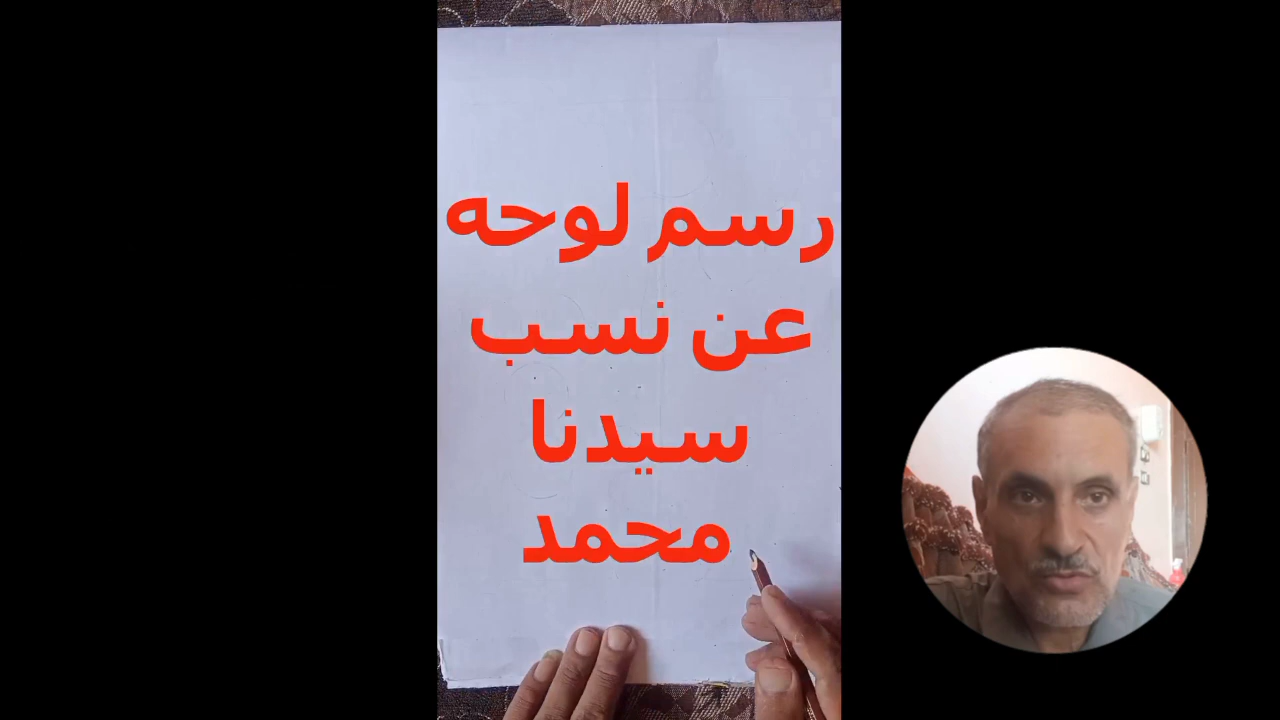 رسم لوحه
عن نسب
سيدنا
محمد